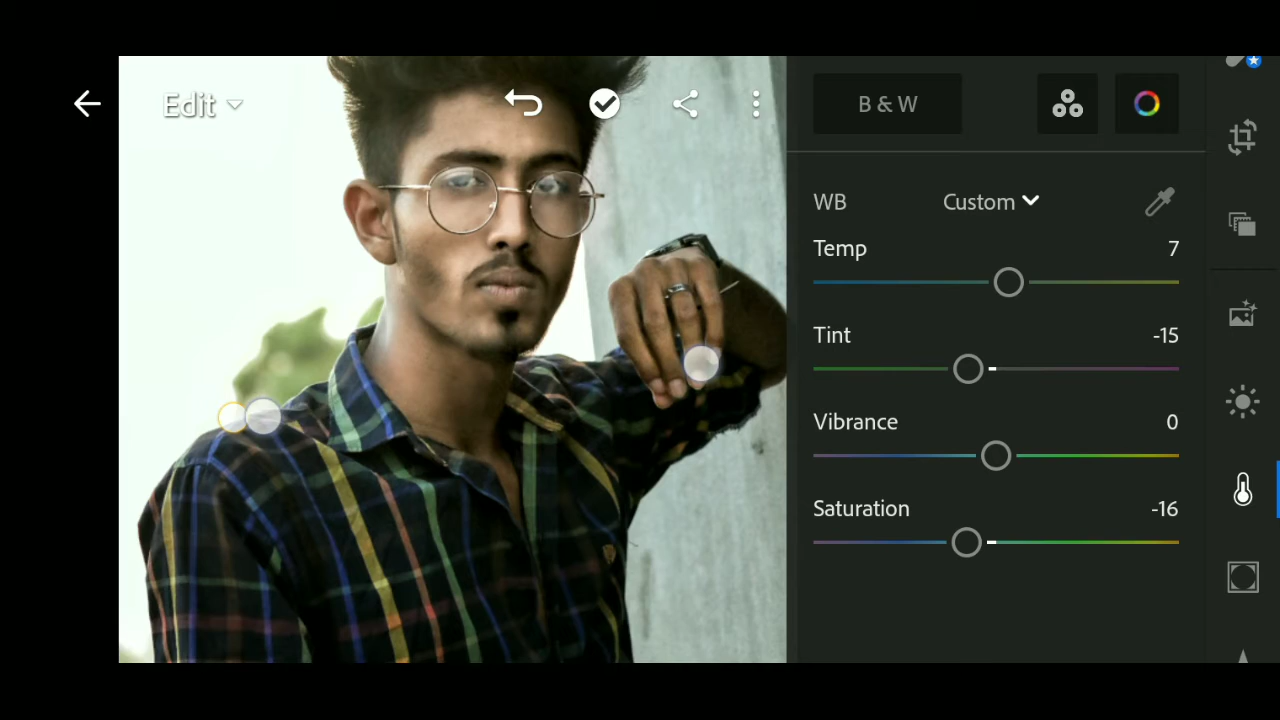 Edit
B & W
WB Custom
Temp 7
Tint -15
Vibrance 0
Saturation -16